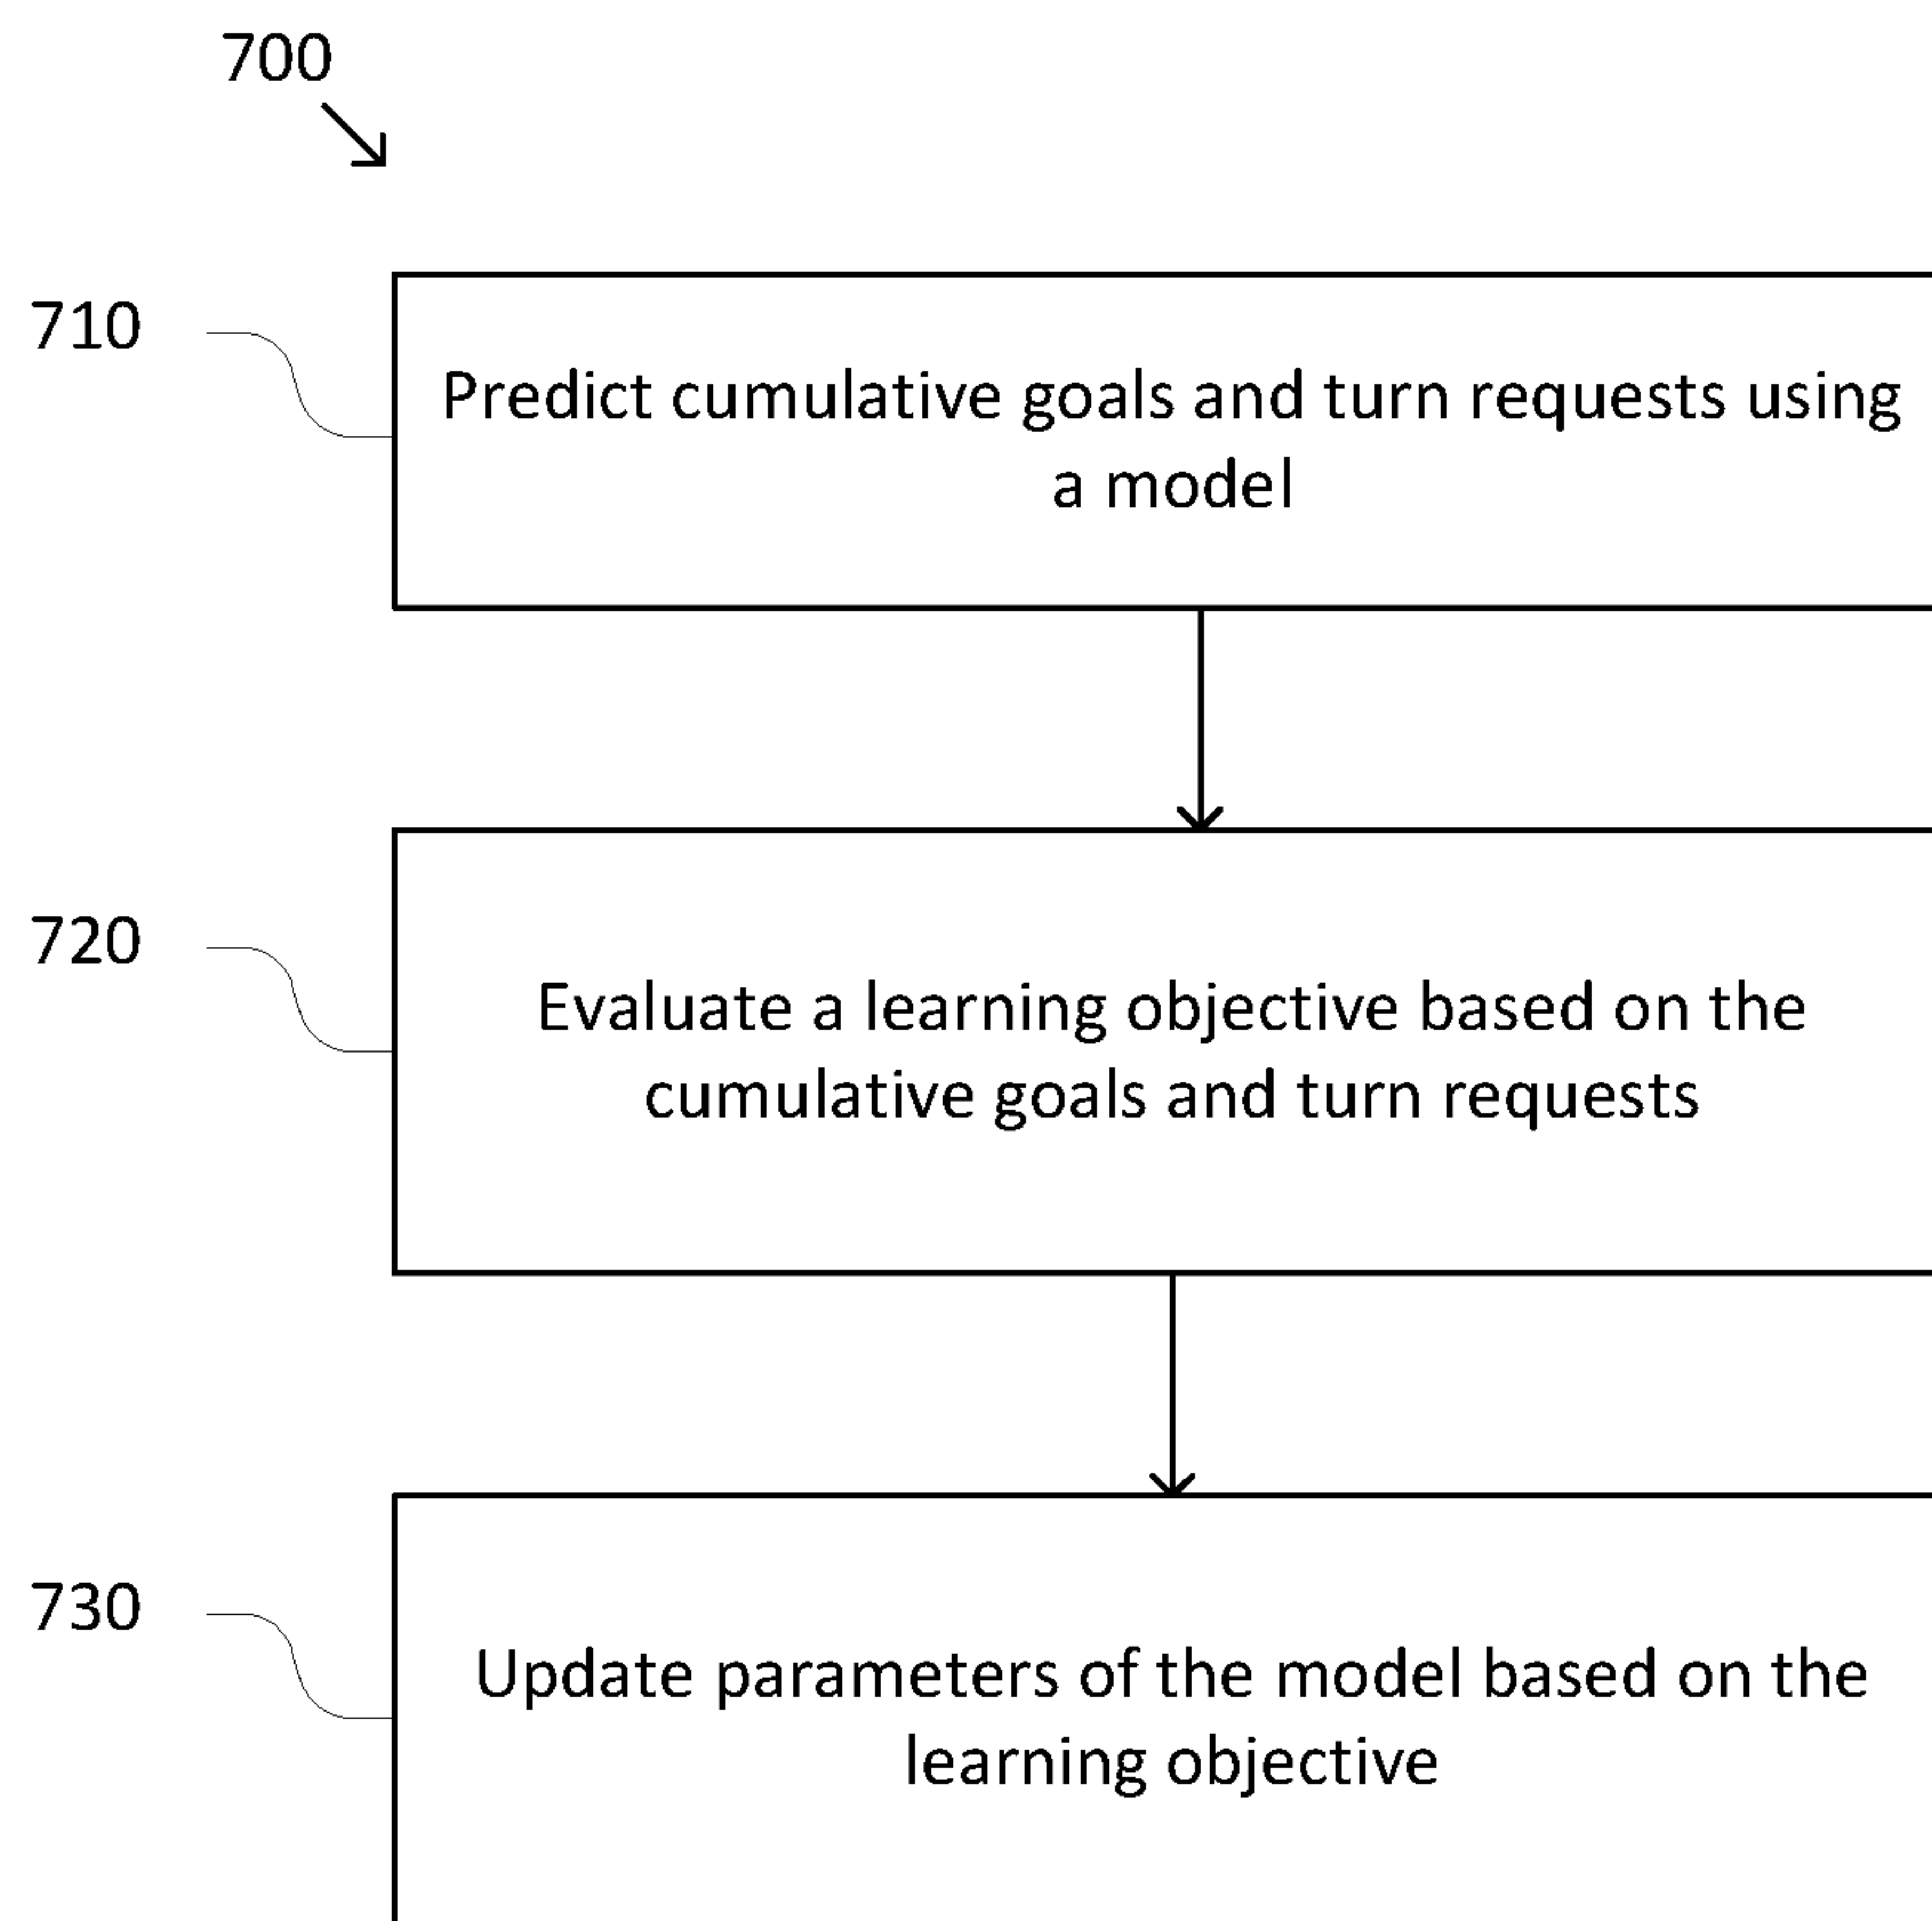 700
710
Predict cumulative goals and turn requests using
a model
720
Evaluate a learning objective based on the
cumulative goals and turn requests
730
Update parameters of the model based on the
learning objective